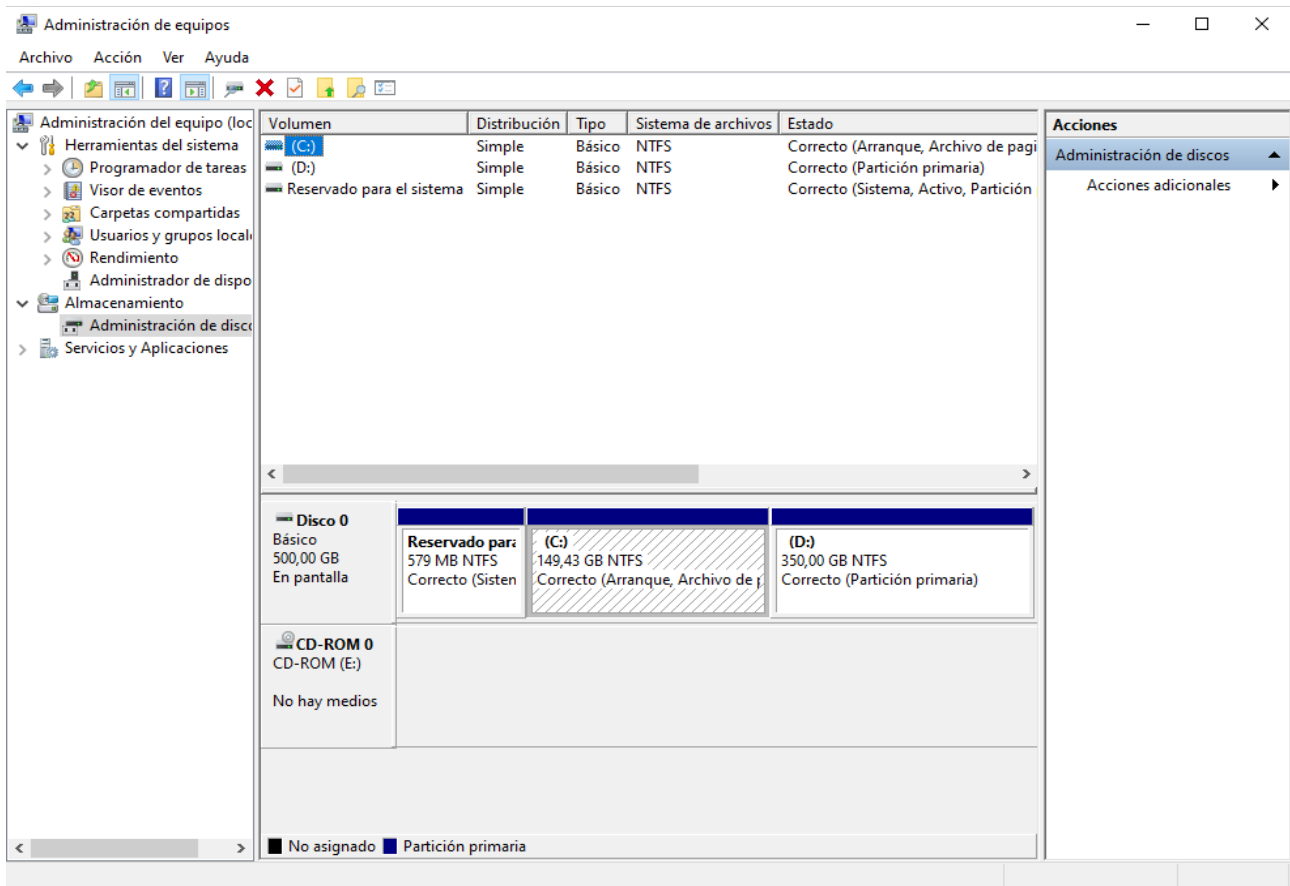 Administración de equipos
Archivo Acción Ver Ayuda
Administración del equipo (loc
Herramientas del sistema
Programador de tareas
Visor de eventos
Carpetas compartidas
Usuarios y grupos local
Rendimiento
Administrador de dispo
Almacenamiento
Administración de disc
Servicios y Aplicaciones
Volumen Distribución Tipo Sistema de archivos Estado
(C:) Simple Básico NTFS Correcto (Arranque, Archivo de pagi
(D:) Simple Básico NTFS Correcto (Partición primaria)
Reservado para el sistema Simple Básico NTFS Correcto (Sistema, Activo, Partición
Disco 0
Básico
500,00 GB
En pantalla
Reservado para
579 MB NTFS
Correcto (Sisten
(C:)
149,43 GB NTFS
Correcto (Arranque, Archivo de p
(D:)
350,00 GB NTFS
Correcto (Partición primaria)
CD-ROM 0
CD-ROM (E:)
No hay medios
No asignado Partición primaria
Acciones
Administración de discos
Acciones adicionales